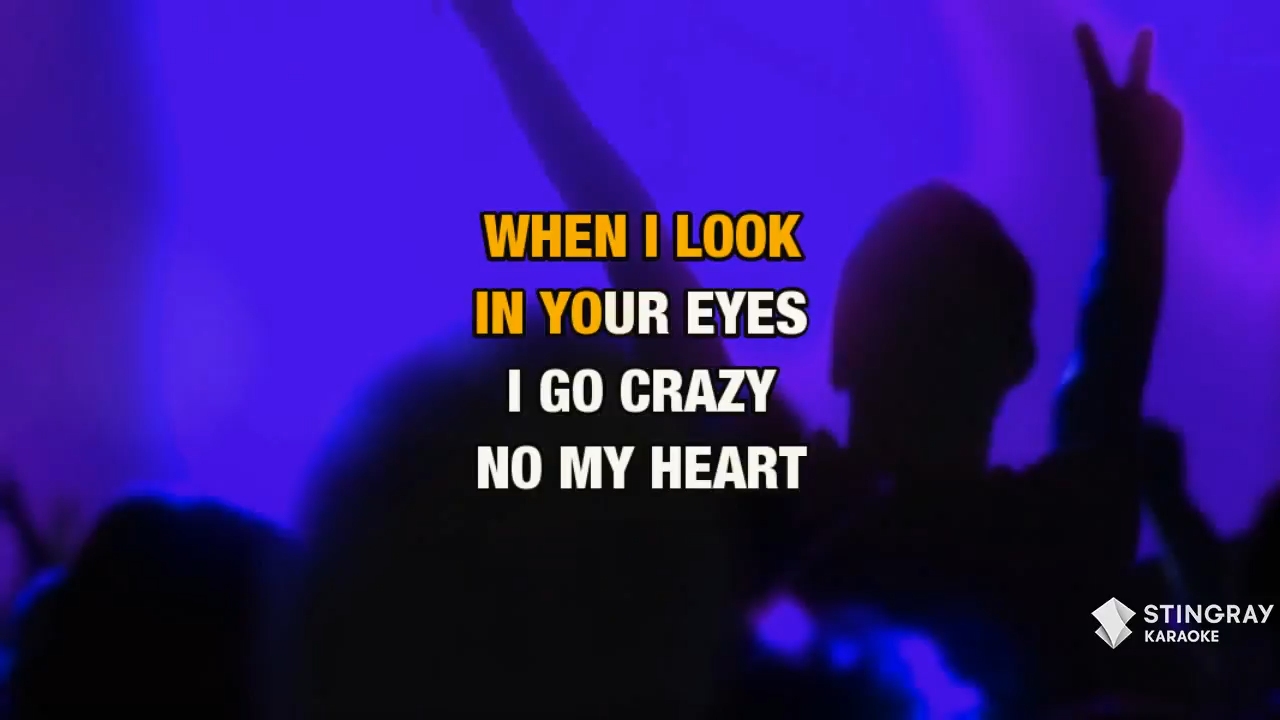 WHEN I LOOK
IN YOUR EYES
I GO CRAZY
NO MY HEART
STINGRAY
KARAOKE